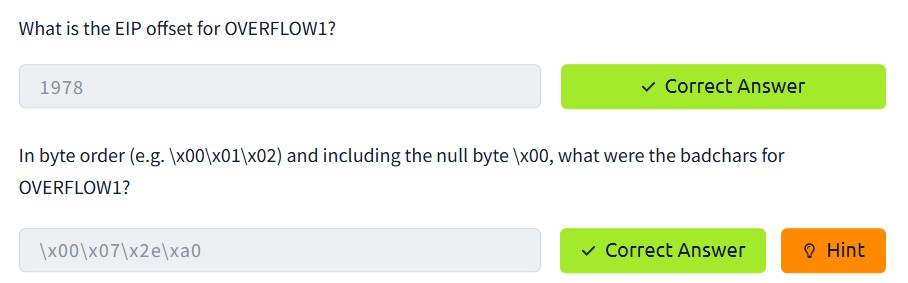 What is the EIP offset for OVERFLOW1?
1978
Correct Answer
In byte order (e.g. \x00\x01\x02) and including the null byte \x00, what were the badchars for
OVERFLOW1?
\x00\x07\x2e\xa0
Correct Answer
Hint